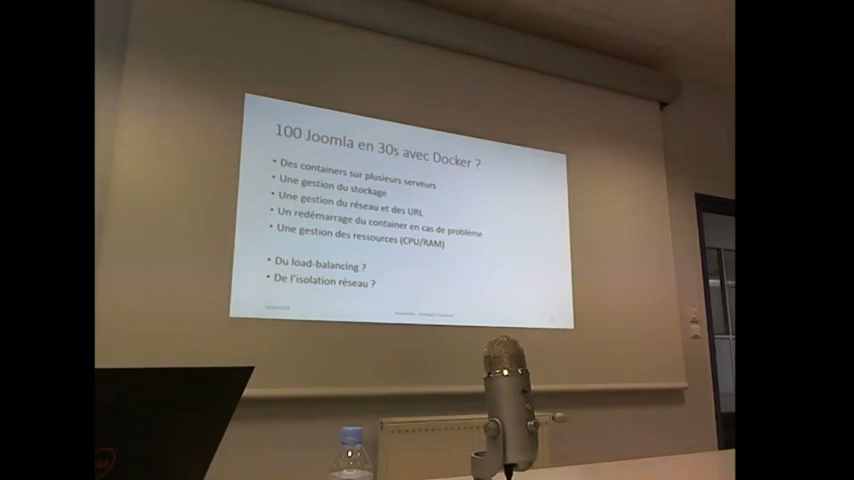 100 Joomla en 30s avec Docker ?
• Des containers sur plusieurs serveurs
• Une gestion du stockage
• Une gestion du réseau et des URL
• Un redémarrage du container en cas de problème
• Une gestion des ressources (CPU/RAM)
• Du load-balancing ?
• De l'isolation réseau ?